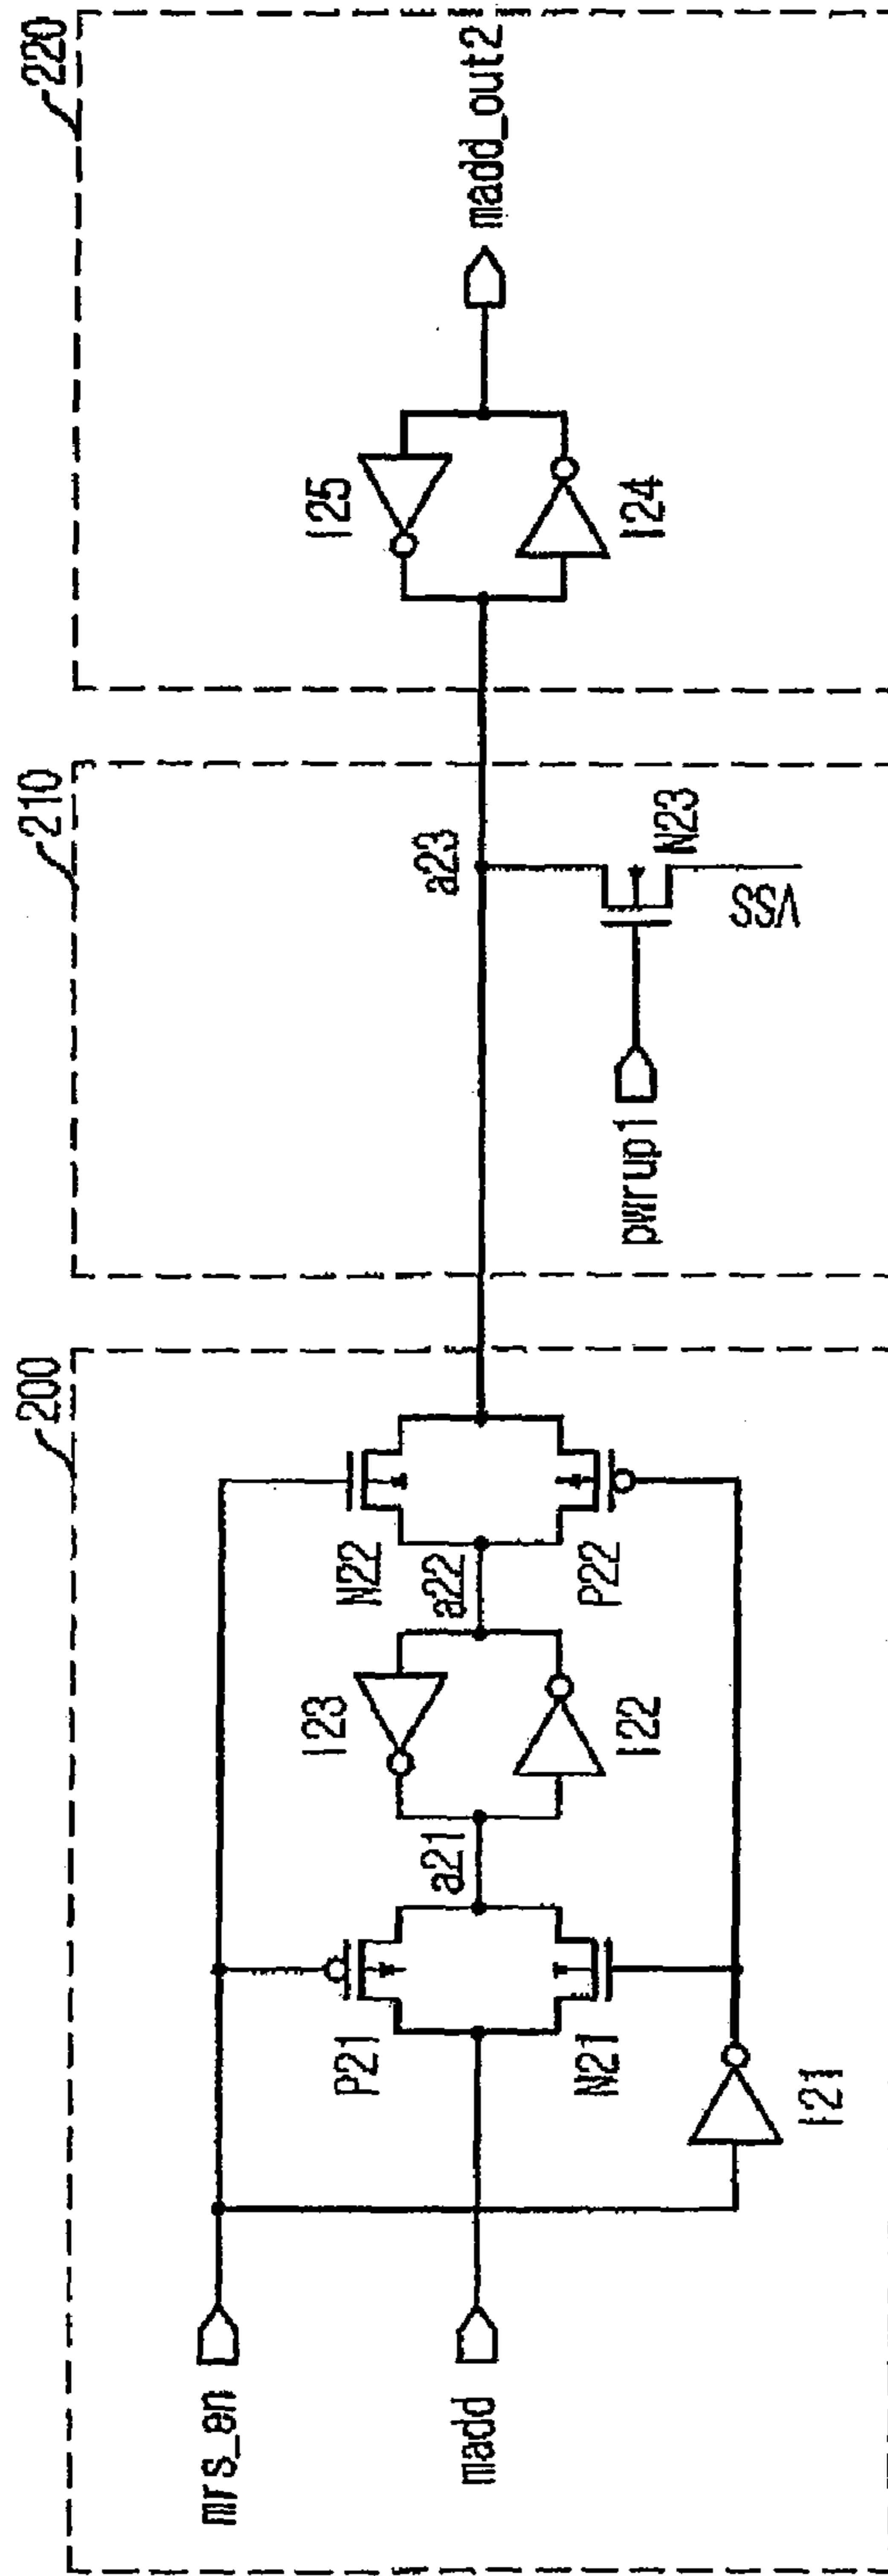 200
210
220
mrs_en
madd
P21
N21
I21
a21
I23
I22
a22
N22
P22
a23
pwrup1
N23
VSS
I25
I24
madd_out2